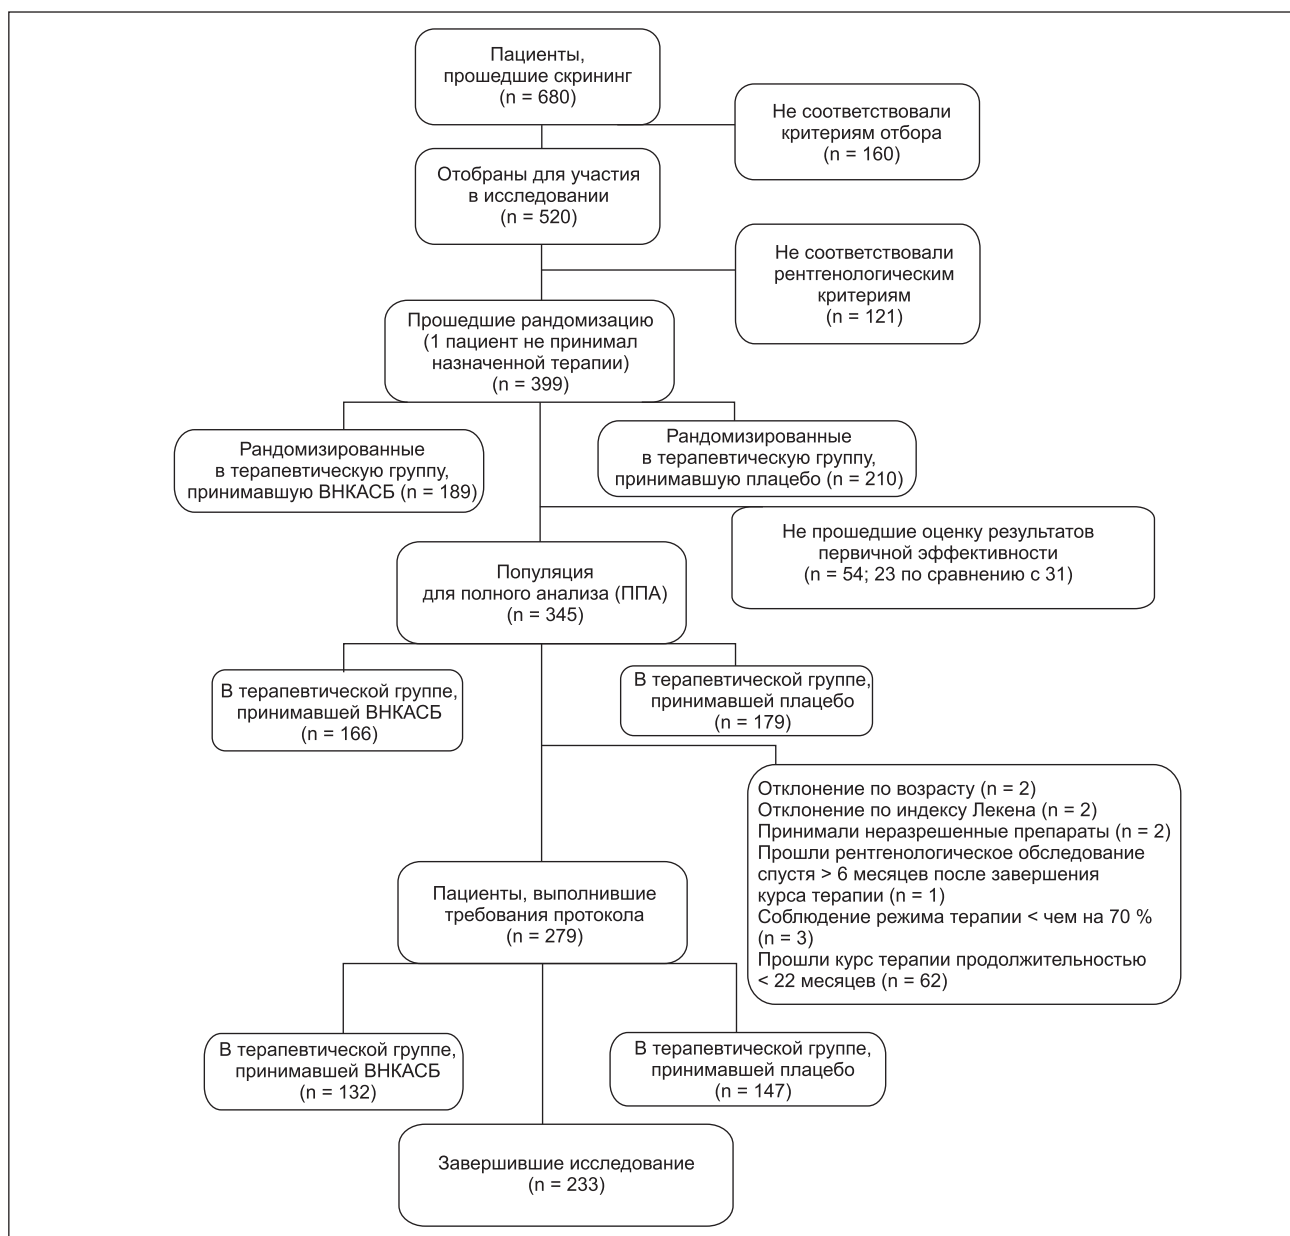 Пациенты,
прошедшие скрининг
(n = 680)
Не соответствовали
критериям отбора
(n = 160)
Отобраны для участия
в исследовании
(n = 520)
Не соответствовали
рентгенологическим
критериям
(n = 121)
Прошедшие рандомизацию
(1 пациент не принимал
назначенной терапии)
(n = 399)
Рандомизированные
в терапевтическую группу,
принимавшую ВНКАСБ (n = 189)
Рандомизированные
в терапевтическую группу,
принимавшую плацебо (n = 210)
Не прошедшие оценку результатов
первичной эффективности
(n = 54; 23 по сравнению с 31)
Популяция
для полного анализа (ППА)
(n = 345)
В терапевтической группе,
принимавшей ВНКАСБ
(n = 166)
В терапевтической группе,
принимавшей плацебо
(n = 179)
Отклонение по возрасту (n = 2)
Отклонение по индексу Лекена (n = 2)
Принимали неразрешенные препараты (n = 2)
Прошли рентгенологическое обследование
спустя > 6 месяцев после завершения
курса терапии (n = 1)
Соблюдение режима терапии < чем на 70 %
(n = 3)
Прошли курс терапии продолжительностью
< 22 месяцев (n = 62)
Пациенты, выполнившие
требования протокола
(n = 279)
В терапевтической группе,
принимавшей ВНКАСБ
(n = 132)
В терапевтической группе,
принимавшей плацебо
(n = 147)
Завершившие исследование
(n = 233)